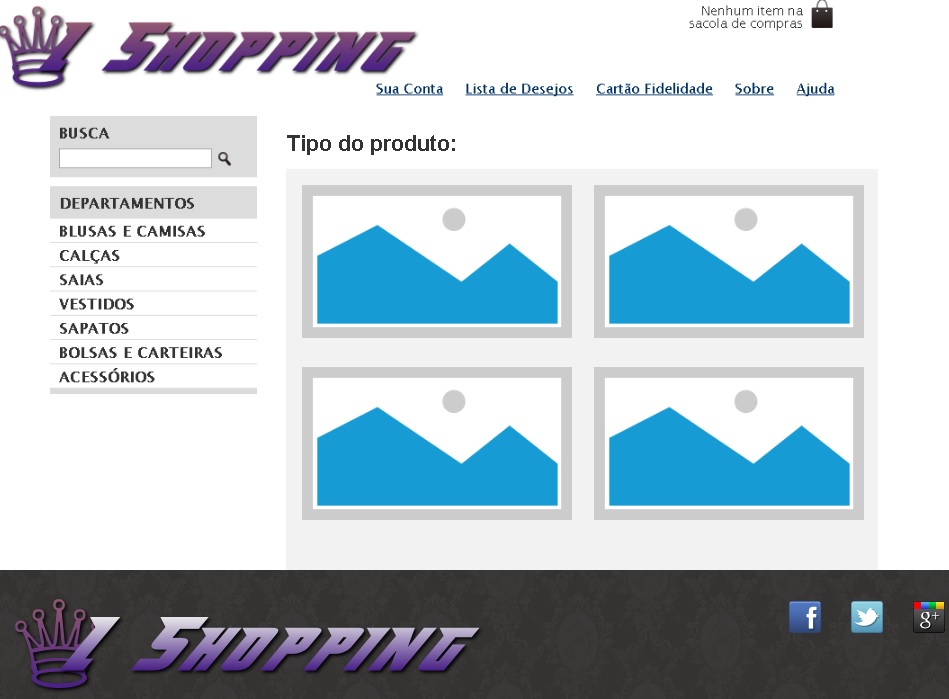 Z Shopping
Nenhum item na
sacola de compras
Sua Conta Lista de Desejos Cartão Fidelidade Sobre Ajuda
BUSCA
DEPARTAMENTOS
BLUSAS E CAMISAS
CALÇAS
SAIAS
VESTIDOS
SAPATOS
BOLSAS E CARTEIRAS
ACESSÓRIOS
Tipo do produto:
Z Shopping
f
g+